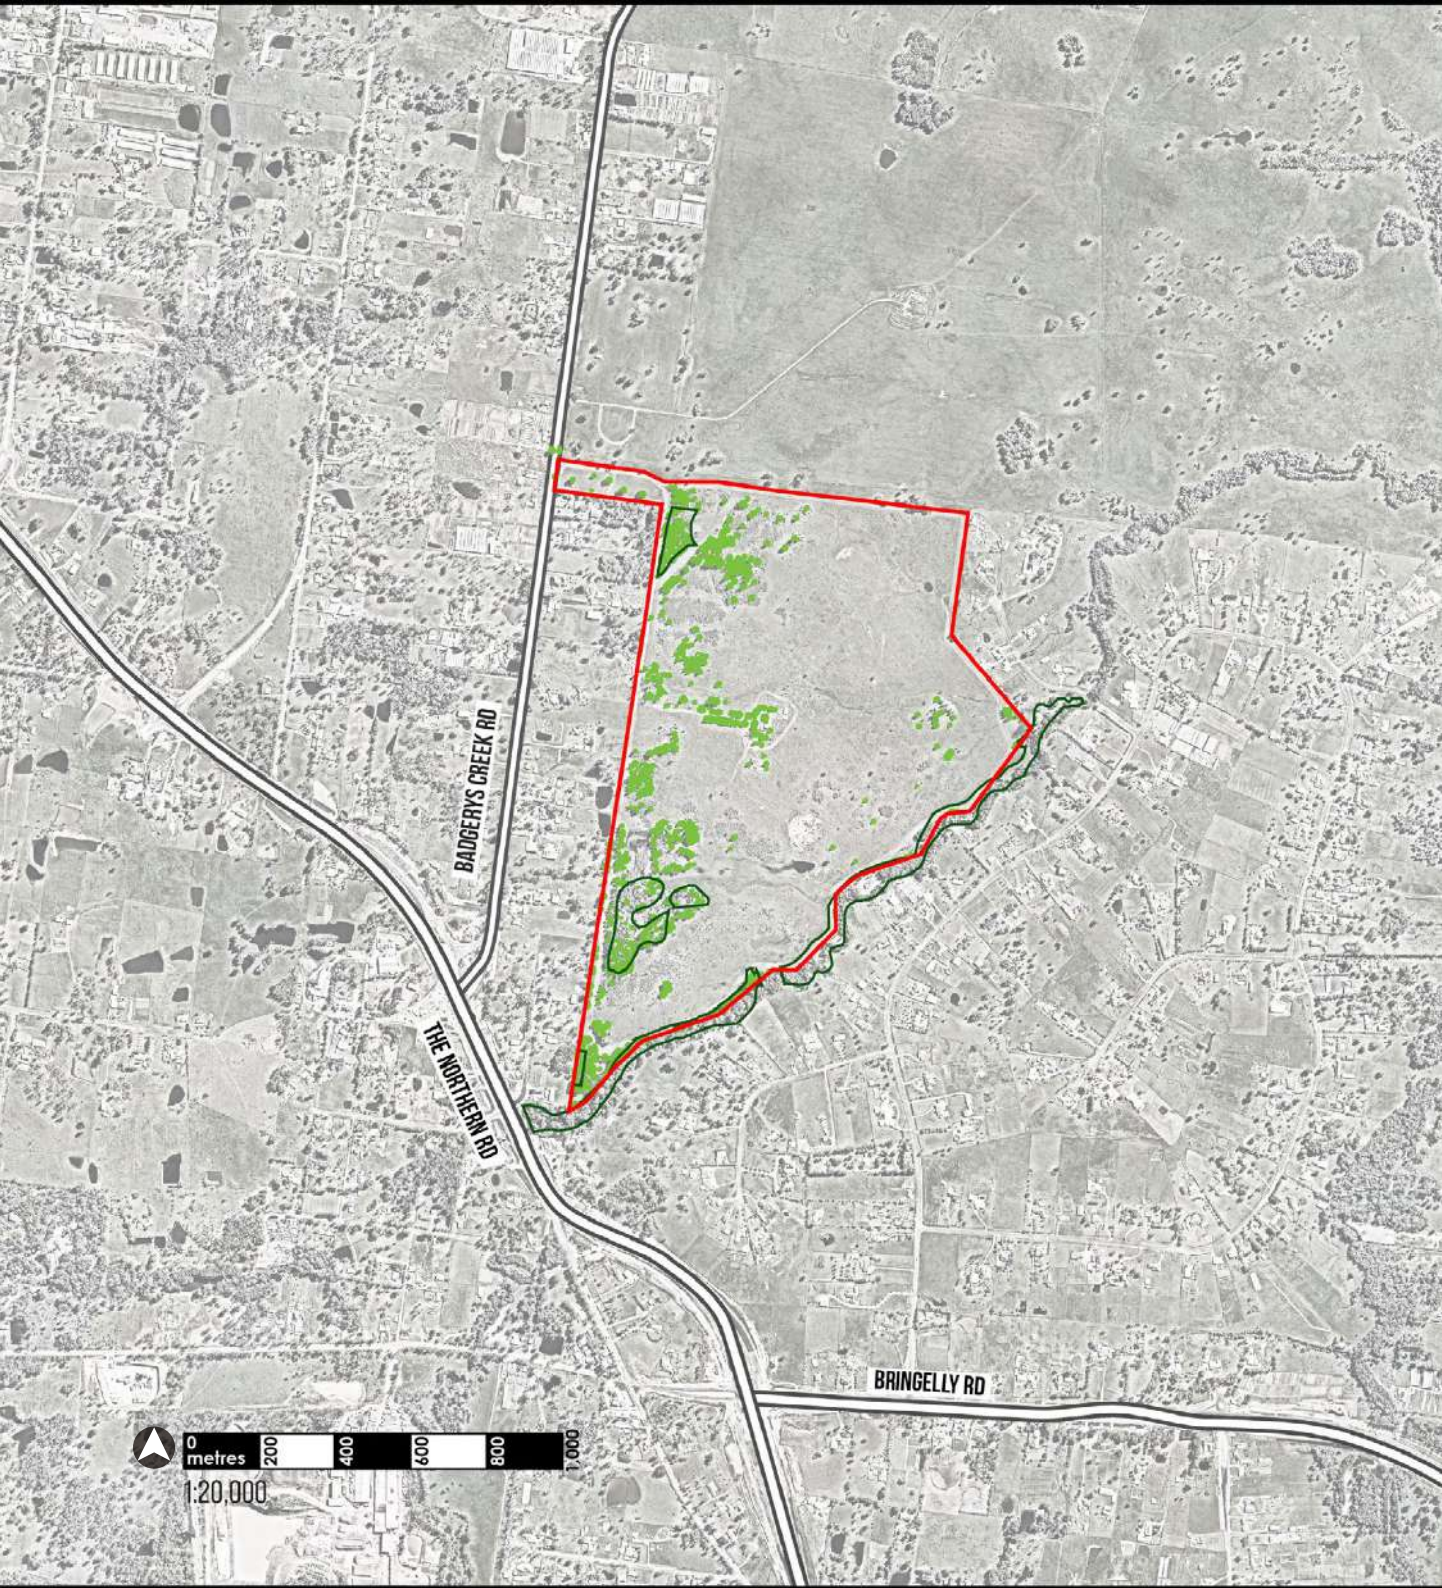 BADGERYS CREEK RD
THE NORTHERN RD
BRINGELLY RD
0 200 400 600 800 1,000
metres
1:20,000